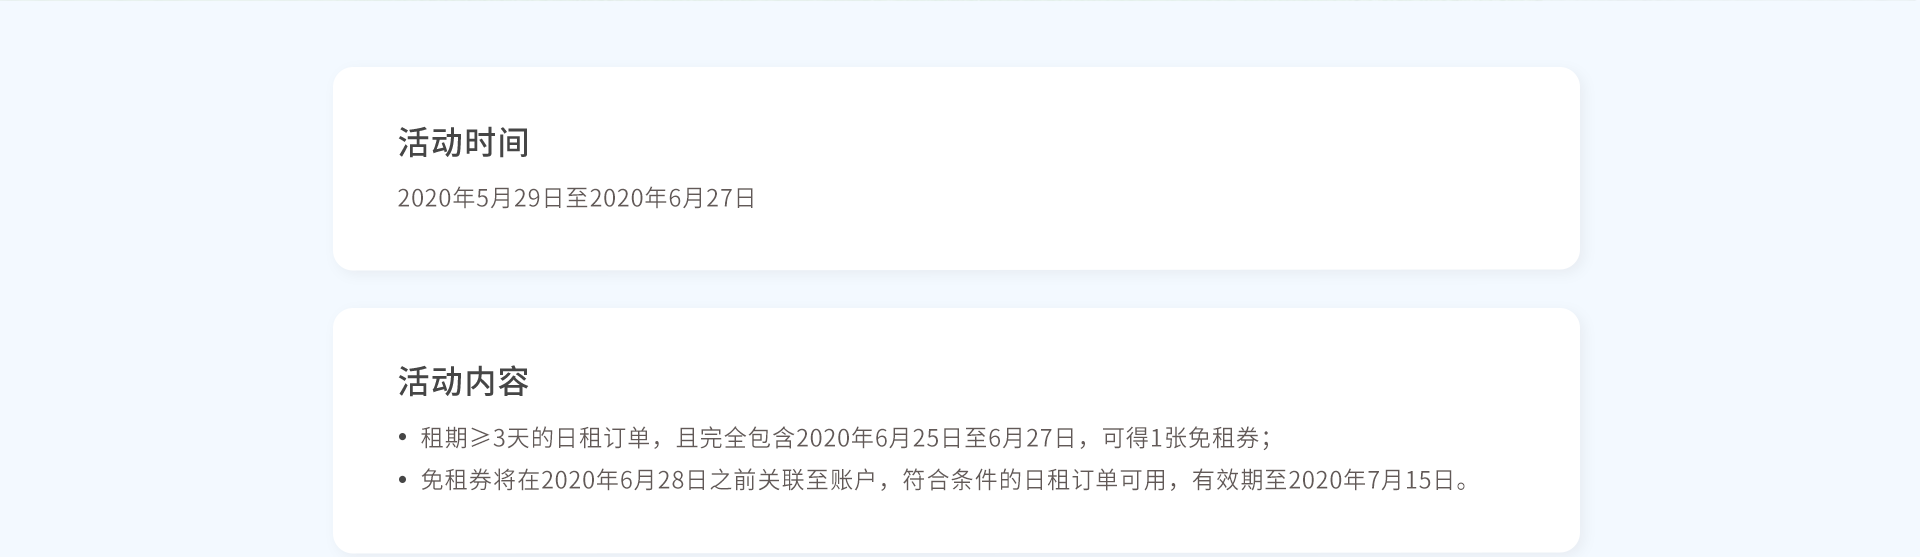 活动时间
2020年5月29日至2020年6月27日
活动内容
• 租期≥3天的日租订单，且完全包含2020年6月25日至6月27日，可得1张免租券；
• 免租券将在2020年6月28日之前关联至账户，符合条件的日租订单可用，有效期至2020年7月15日。